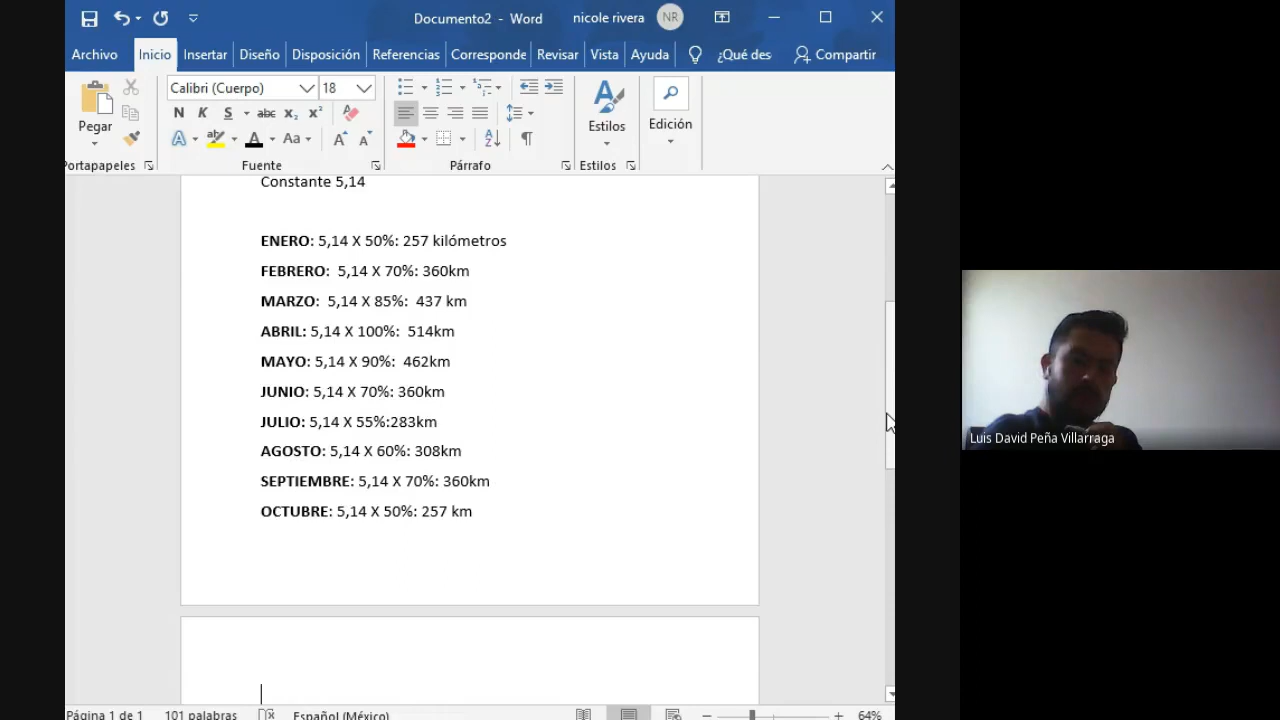 Documento2 - Word nicole rivera NR
Archivo Inicio Insertar Diseño Disposición Referencias Corresponde Revisar Vista Ayuda ¿Qué des Compartir
Calibri (Cuerpo) 18
N K S abc x₂ x² A
Pegar
A A Aa A A
Estilos
Edición
Portapapeles Fuente Párrafo Estilos
Constante 5,14
ENERO: 5,14 X 50%: 257 kilómetros
FEBRERO: 5,14 X 70%: 360km
MARZO: 5,14 X 85%: 437 km
ABRIL: 5,14 X 100%: 514km
MAYO: 5,14 X 90%: 462km
JUNIO: 5,14 X 70%: 360km
JULIO: 5,14 X 55%:283km
AGOSTO: 5,14 X 60%: 308km
SEPTIEMBRE: 5,14 X 70%: 360km
OCTUBRE: 5,14 X 50%: 257 km
Página 1 de 1 101 palabras Español (México) 64%
Luis David Peña Villarraga